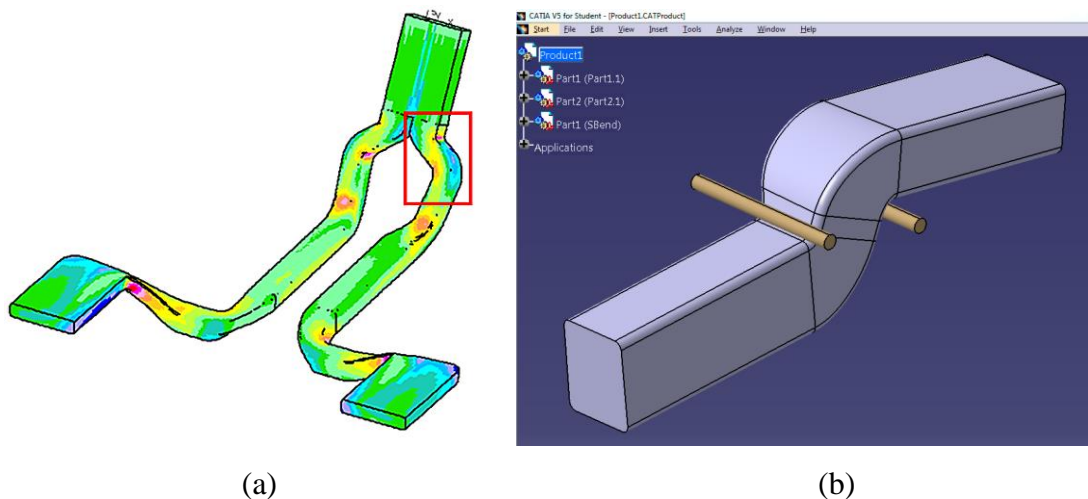 CATIA V5 for Student - [Product1.CATProduct]
Start File Edit View Insert Tools Analyze Window Help
Product1
Part1 (Part1.1)
Part2 (Part2.1)
Part1 (SBend)
Applications
(a) (b)